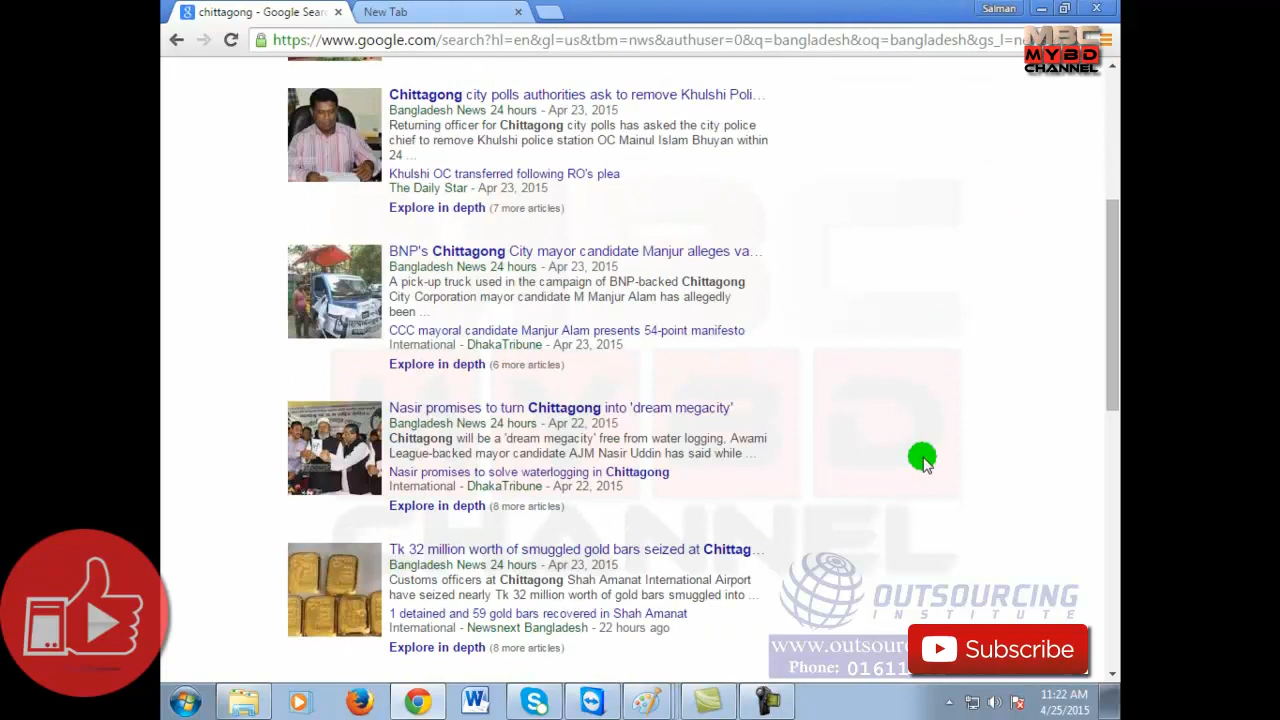 chittagong - Google Sear
New Tab
Salman
https://www.google.com/search?hl=en&gl=us&tbm=nws&authuser=0&q=bangladesh&oq=bangladesh&gs_l=n
MBC
MYBD
CHANNEL
Chittagong city polls authorities ask to remove Khulshi Poli...
Bangladesh News 24 hours - Apr 23, 2015
Returning officer for Chittagong city polls has asked the city police
chief to remove Khulshi police station OC Mainul Islam Bhuyan within
24 ...
Khulshi OC transferred following RO's plea
The Daily Star - Apr 23, 2015
Explore in depth (7 more articles)
BNP's Chittagong City mayor candidate Manjur alleges va...
Bangladesh News 24 hours - Apr 23, 2015
A pick-up truck used in the campaign of BNP-backed Chittagong
City Corporation mayor candidate M Manjur Alam has allegedly
been ...
CCC mayoral candidate Manjur Alam presents 54-point manifesto
International - DhakaTribune - Apr 23, 2015
Explore in depth (6 more articles)
Nasir promises to turn Chittagong into 'dream megacity'
Bangladesh News 24 hours - Apr 22, 2015
Chittagong will be a 'dream megacity' free from water logging, Awami
League-backed mayor candidate AJM Nasir Uddin has said while ...
Nasir promises to solve waterlogging in Chittagong
International - DhakaTribune - Apr 22, 2015
Explore in depth (8 more articles)
Tk 32 million worth of smuggled gold bars seized at Chittag...
Bangladesh News 24 hours - Apr 23, 2015
Customs officers at Chittagong Shah Amanat International Airport
have seized nearly Tk 32 million worth of gold bars smuggled into ...
1 detained and 59 gold bars recovered in Shah Amanat
International - Newsnext Bangladesh - 22 hours ago
Explore in depth (8 more articles)
MBC
MYBD
CHANNEL
OUTSOURCING
INSTITUTE
www.outsour
Phone: 01611
Subscribe
11:22 AM
4/25/2015